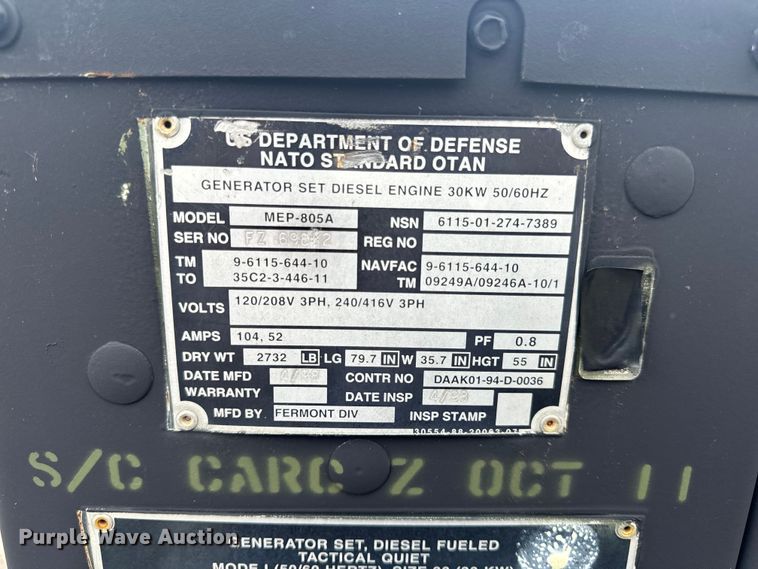 US DEPARTMENT OF DEFENSE
NATO STANDARD OTAN
GENERATOR SET DIESEL ENGINE 30KW 50/60HZ
MODEL MEP-805A NSN 6115-01-274-7389
SER NO FZ REG NO
TM 9-6115-644-10 NAVFAC 9-6115-644-10
TO 35C2-3-446-11 TM 09249A/09246A-10/1
VOLTS 120/208V 3PH, 240/416V 3PH
AMPS 104, 52 PF 0.8
DRY WT 2732 LB LG 79.7 IN W 35.7 IN HGT 55 IN
DATE MFD CONTR NO DAAK01-94-D-0036
WARRANTY DATE INSP
MFD BY FERMONT DIV INSP STAMP
S/C CARC Z OCT 11
Purple Wave Auction
GENERATOR SET, DIESEL FUELED
TACTICAL QUIET